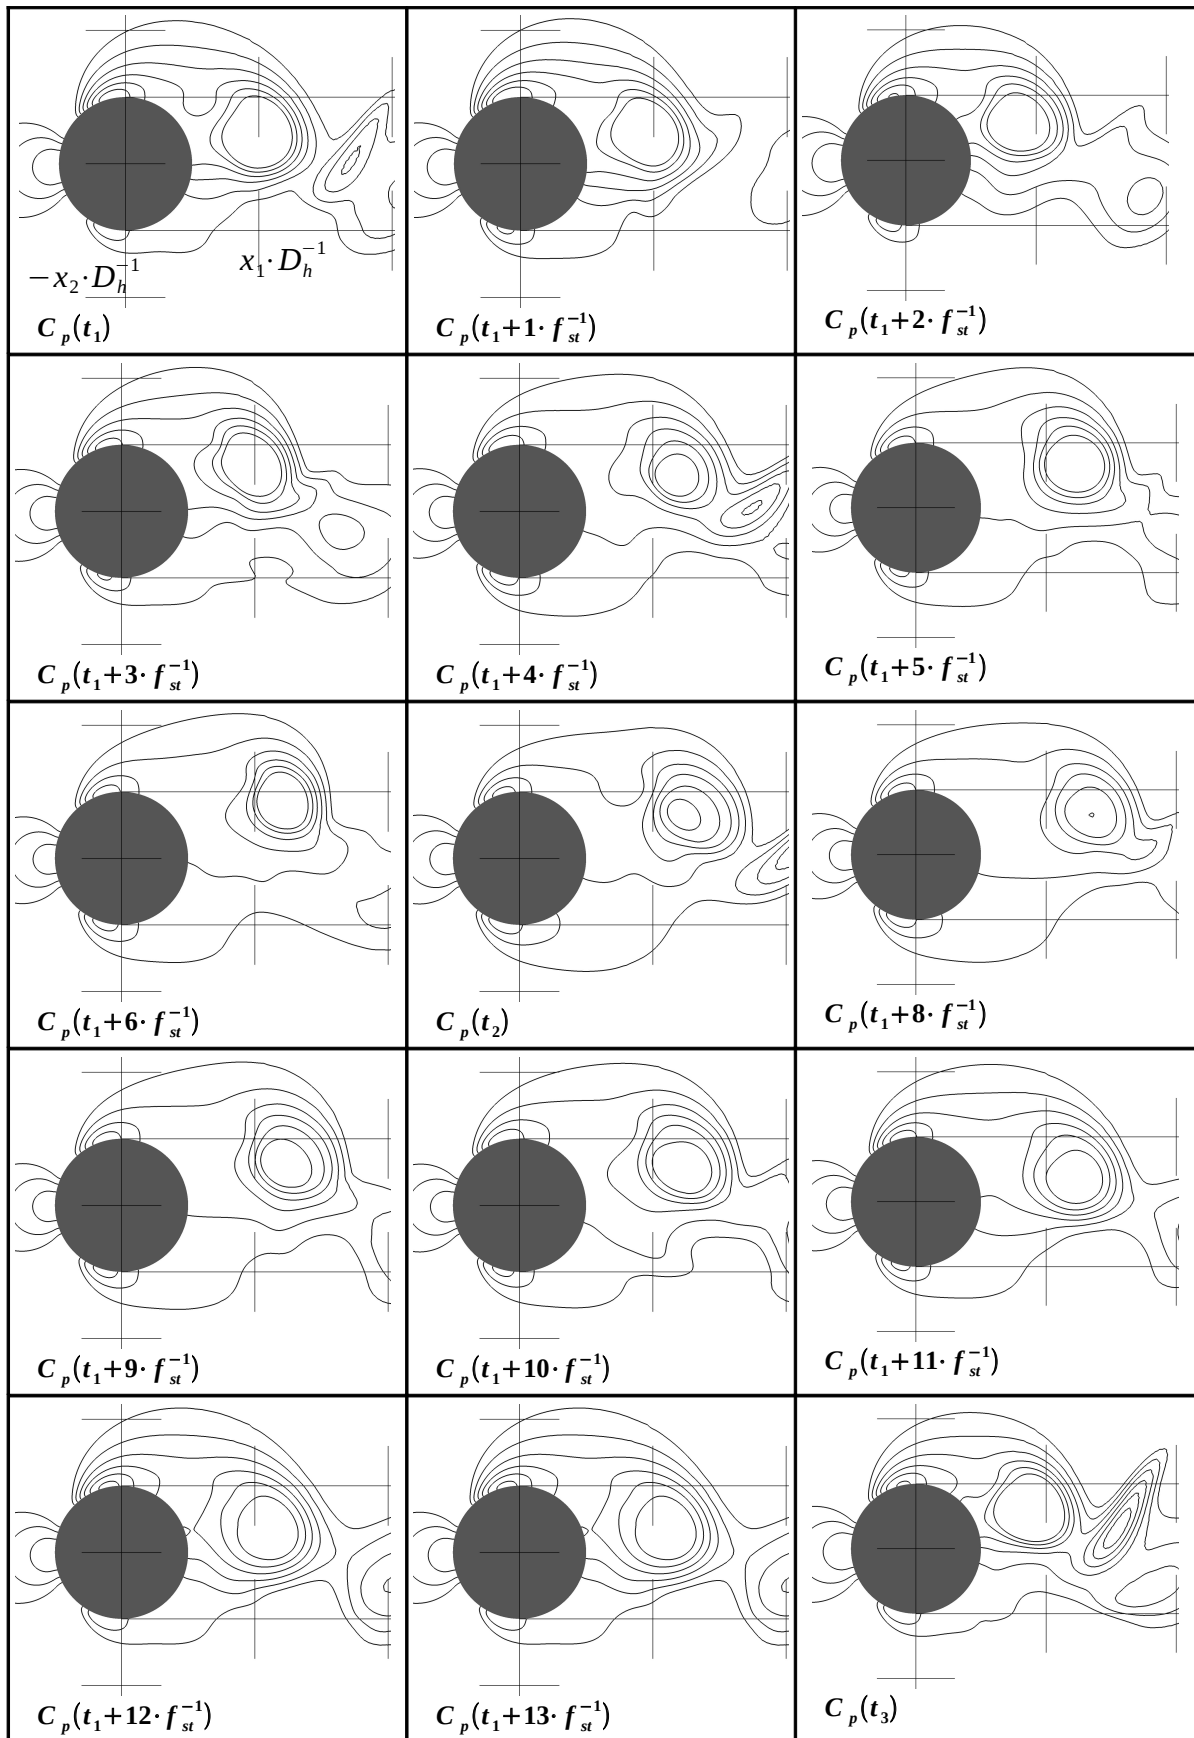 −x₂·Dₕ⁻¹ x₁·Dₕ⁻¹
C_p(t₁)
C_p(t₁+1·f_st⁻¹)
C_p(t₁+2·f_st⁻¹)
C_p(t₁+3·f_st⁻¹)
C_p(t₁+4·f_st⁻¹)
C_p(t₁+5·f_st⁻¹)
C_p(t₁+6·f_st⁻¹)
C_p(t₂)
C_p(t₁+8·f_st⁻¹)
C_p(t₁+9·f_st⁻¹)
C_p(t₁+10·f_st⁻¹)
C_p(t₁+11·f_st⁻¹)
C_p(t₁+12·f_st⁻¹)
C_p(t₁+13·f_st⁻¹)
C_p(t₃)